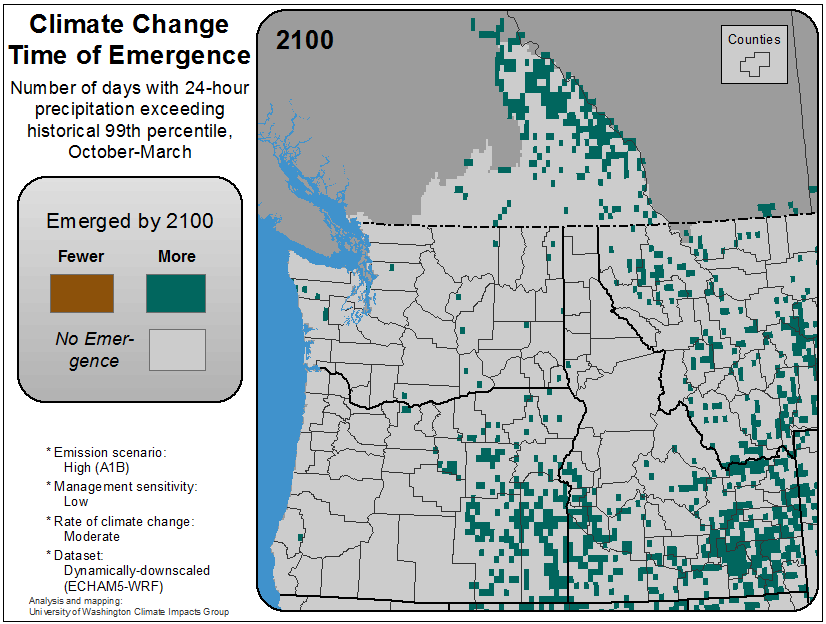 Climate Change
Time of Emergence
Number of days with 24-hour
precipitation exceeding
historical 99th percentile,
October-March
Emerged by 2100
Fewer
More
No Emer-
gence
* Emission scenario:
High (A1B)
* Management sensitivity:
Low
* Rate of climate change:
Moderate
* Dataset:
Dynamically-downscaled
(ECHAM5-WRF)
Analysis and mapping:
University of Washington Climate Impacts Group
2100
Counties